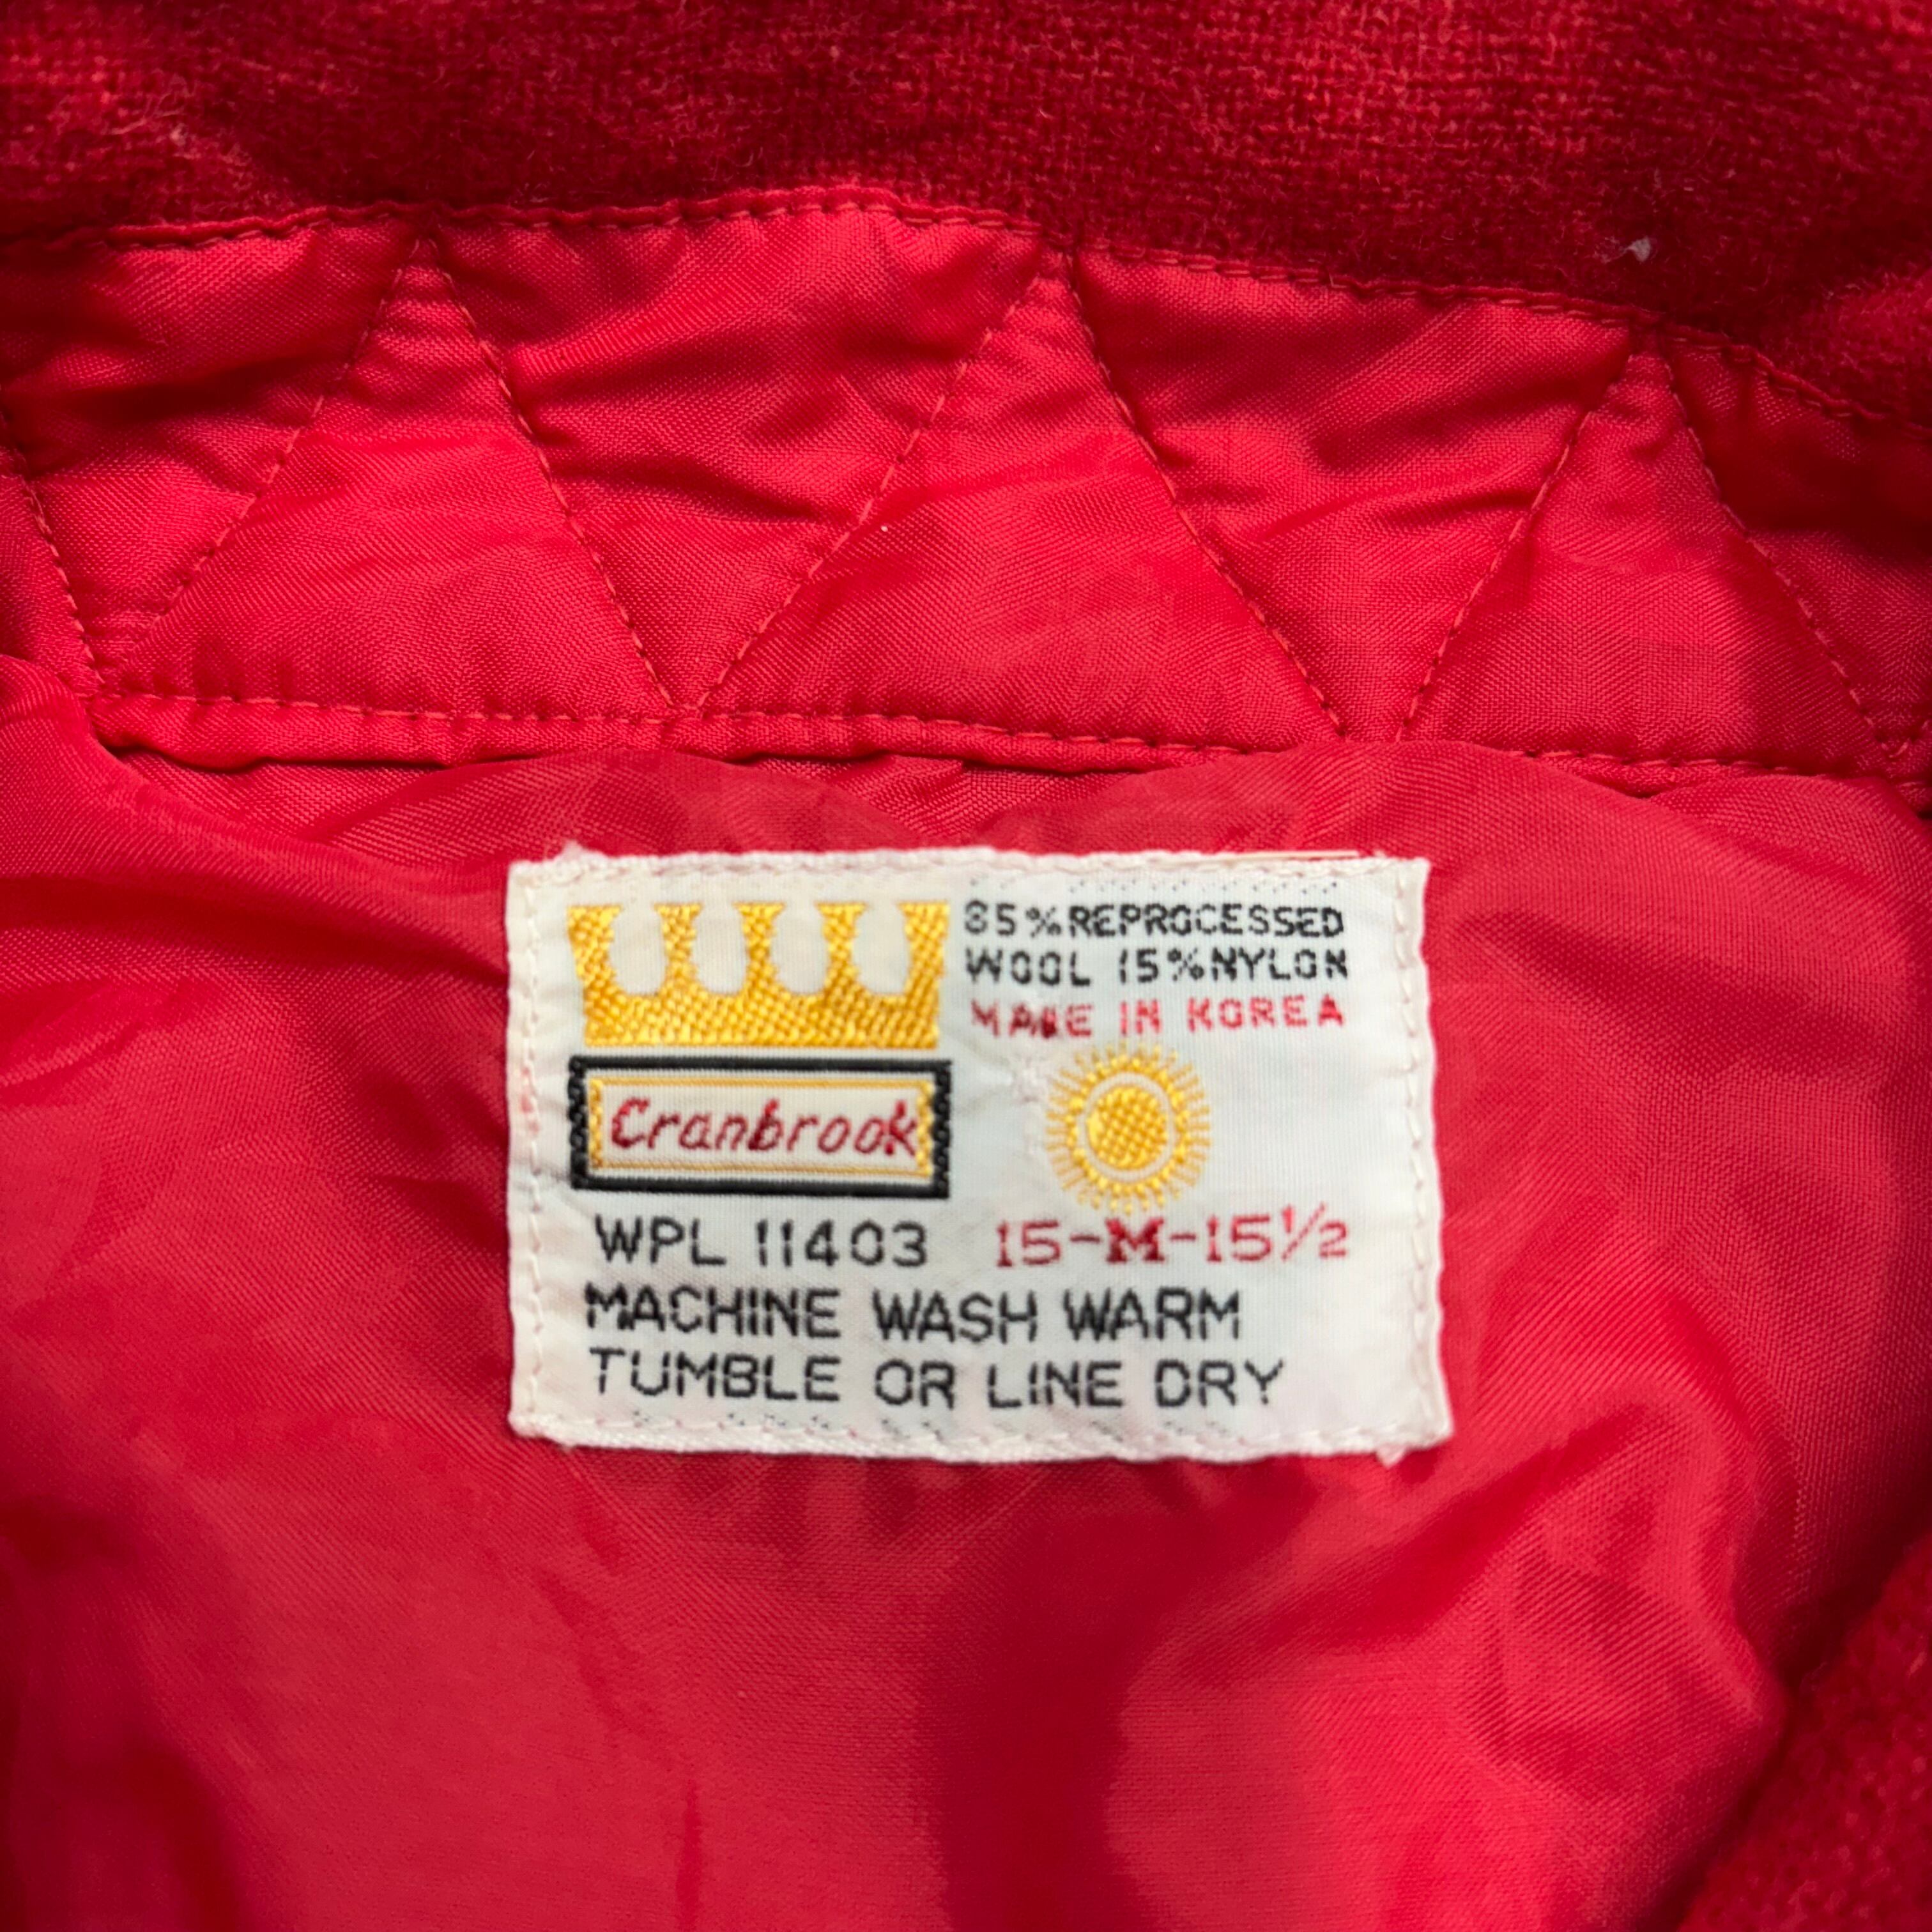 85% REPROCESSED
WOOL 15% NYLON
MADE IN KOREA
Cranbrook
WPL 11403 15-M-15½
MACHINE WASH WARM
TUMBLE OR LINE DRY